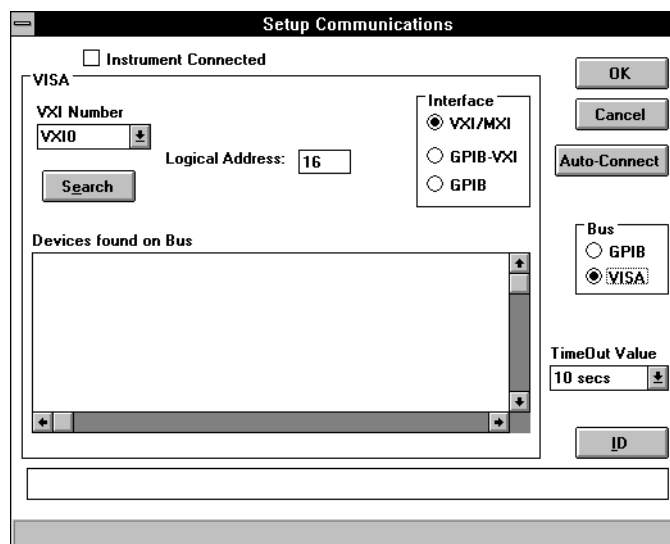 Setup Communications
Instrument Connected
VISA
VXI Number
VXI0
Logical Address: 16
Search
Interface
VXI/MXI
GPIB-VXI
GPIB
Devices found on Bus
OK
Cancel
Auto-Connect
Bus
GPIB
VISA
TimeOut Value
10 secs
ID